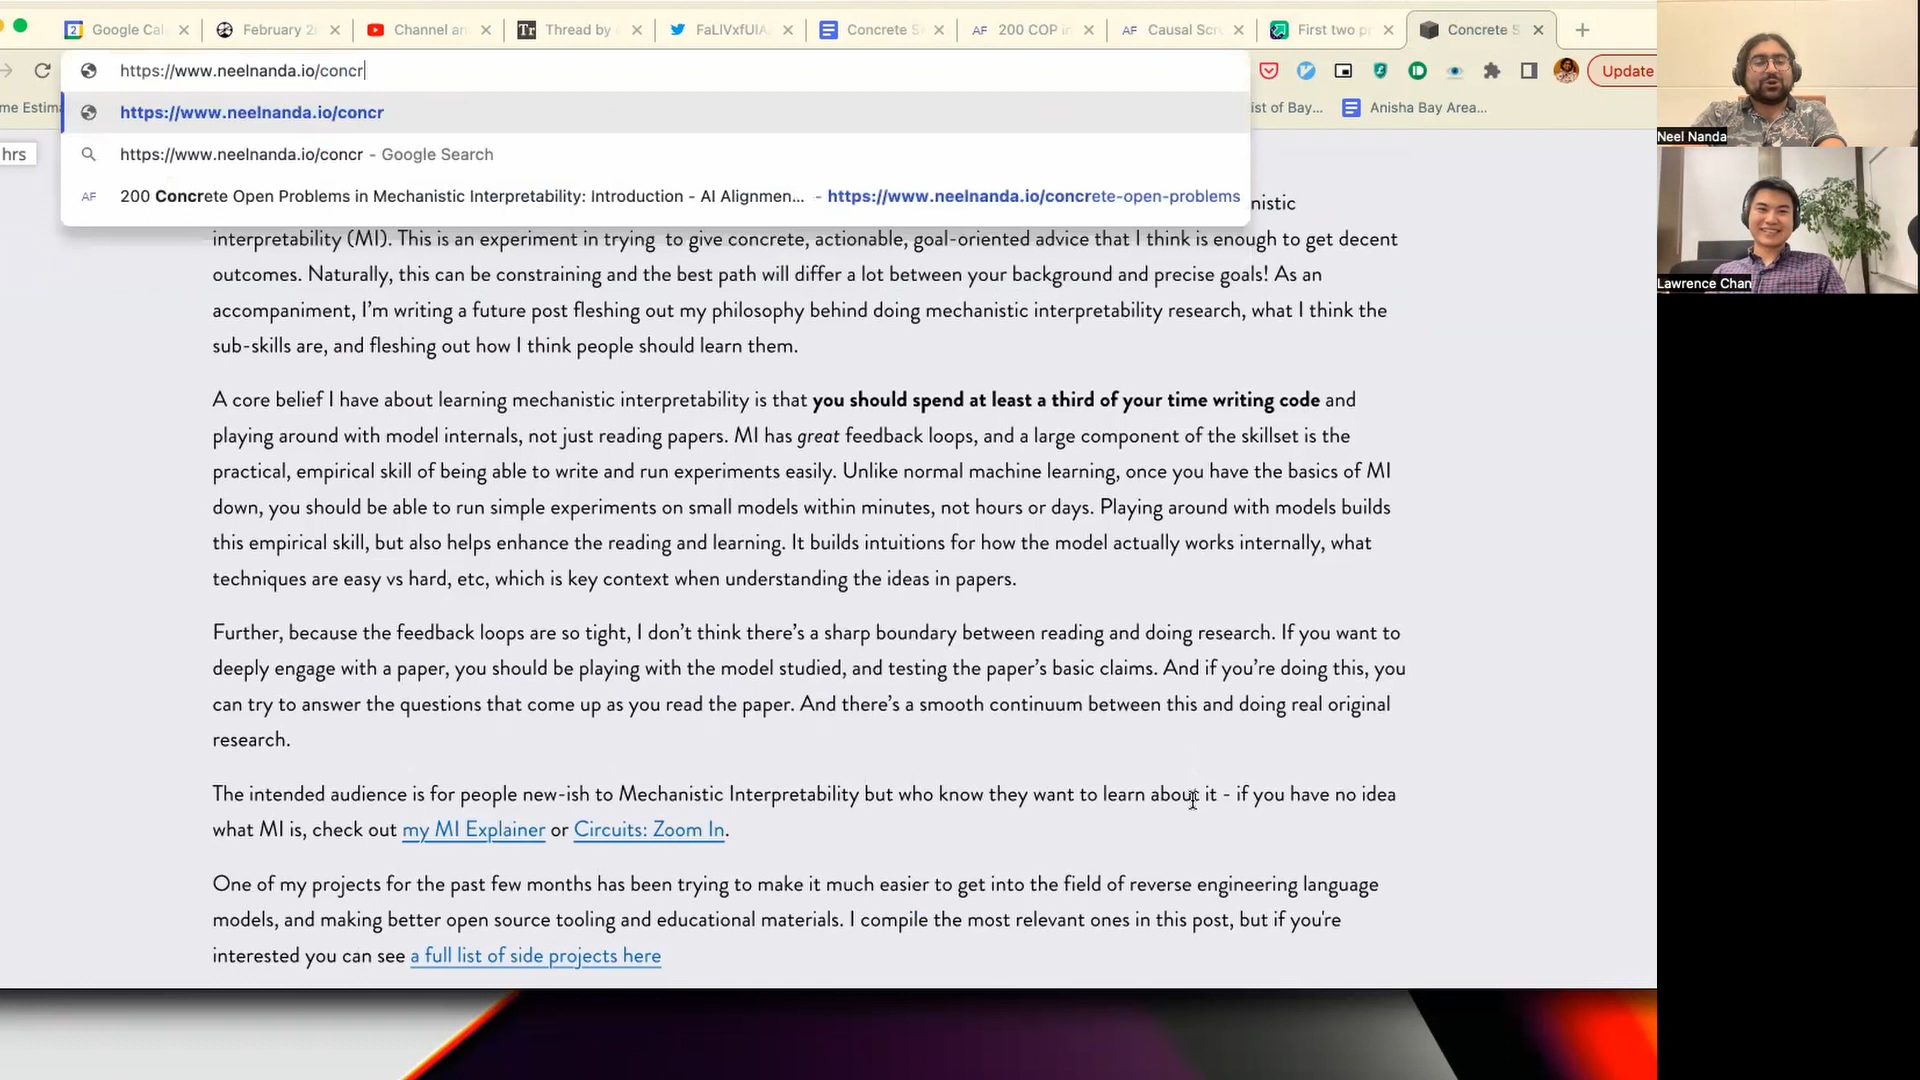 Google Cal
February 2
Channel an
Tr Thread by
FaLlVxfUIA
Concrete S
AF 200 COP in
AF Causal Scr
First two p
Concrete S
https://www.neelnanda.io/concr
Update
me Estim
https://www.neelnanda.io/concr
ist of Bay...
Anisha Bay Area...
Neel Nanda
hrs
https://www.neelnanda.io/concr - Google Search
AF 200 Concrete Open Problems in Mechanistic Interpretability: Introduction - AI Alignmen... - https://www.neelnanda.io/concrete-open-problems
nistic
interpretability (MI). This is an experiment in trying to give concrete, actionable, goal-oriented advice that I think is enough to get decent
outcomes. Naturally, this can be constraining and the best path will differ a lot between your background and precise goals! As an
Lawrence Chan
accompaniment, I'm writing a future post fleshing out my philosophy behind doing mechanistic interpretability research, what I think the
sub-skills are, and fleshing out how I think people should learn them.
A core belief I have about learning mechanistic interpretability is that you should spend at least a third of your time writing code and
playing around with model internals, not just reading papers. MI has great feedback loops, and a large component of the skillset is the
practical, empirical skill of being able to write and run experiments easily. Unlike normal machine learning, once you have the basics of MI
down, you should be able to run simple experiments on small models within minutes, not hours or days. Playing around with models builds
this empirical skill, but also helps enhance the reading and learning. It builds intuitions for how the model actually works internally, what
techniques are easy vs hard, etc, which is key context when understanding the ideas in papers.
Further, because the feedback loops are so tight, I don't think there's a sharp boundary between reading and doing research. If you want to
deeply engage with a paper, you should be playing with the model studied, and testing the paper's basic claims. And if you're doing this, you
can try to answer the questions that come up as you read the paper. And there's a smooth continuum between this and doing real original
research.
The intended audience is for people new-ish to Mechanistic Interpretability but who know they want to learn about it - if you have no idea
what MI is, check out my MI Explainer or Circuits: Zoom In.
One of my projects for the past few months has been trying to make it much easier to get into the field of reverse engineering language
models, and making better open source tooling and educational materials. I compile the most relevant ones in this post, but if you're
interested you can see a full list of side projects here